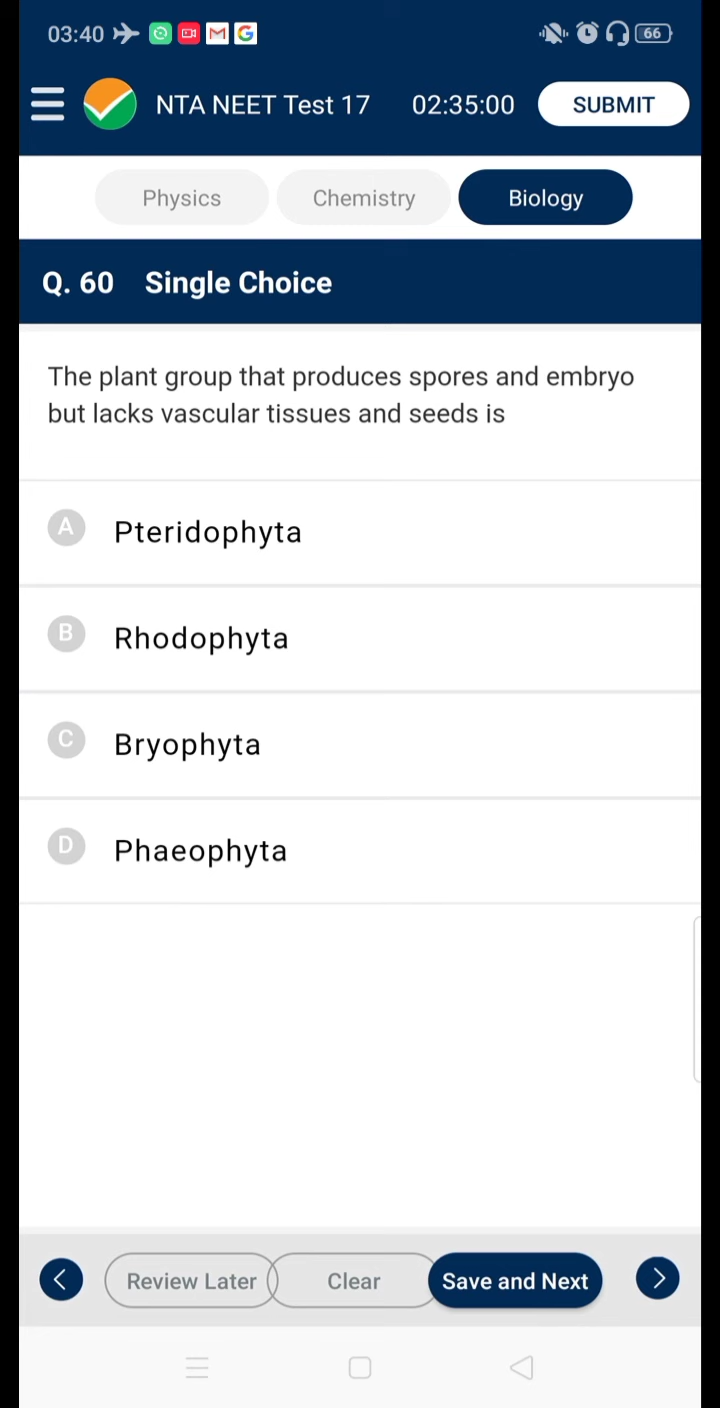 03:40
66
NTA NEET Test 17 02:35:00 SUBMIT
Physics Chemistry Biology
Q. 60 Single Choice
The plant group that produces spores and embryo
but lacks vascular tissues and seeds is
A Pteridophyta
B Rhodophyta
C Bryophyta
D Phaeophyta
Review Later Clear Save and Next